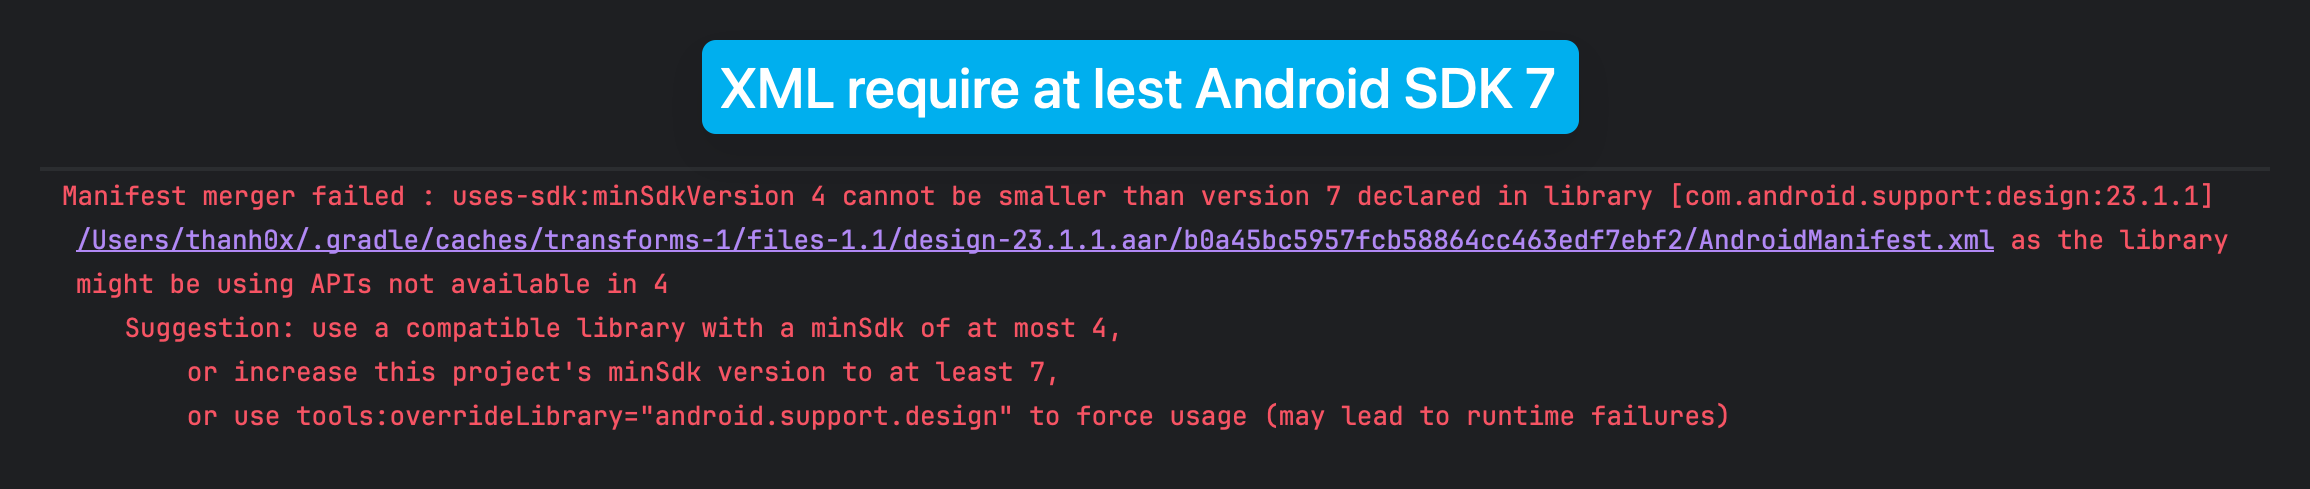 XML require at lest Android SDK 7
Manifest merger failed : uses-sdk:minSdkVersion 4 cannot be smaller than version 7 declared in library [com.android.support:design:23.1.1]
/Users/thanh0x/.gradle/caches/transforms-1/files-1.1/design-23.1.1.aar/b0a45bc5957fcb58864cc463edf7ebf2/AndroidManifest.xml as the library
might be using APIs not available in 4
Suggestion: use a compatible library with a minSdk of at most 4,
or increase this project's minSdk version to at least 7,
or use tools:overrideLibrary="android.support.design" to force usage (may lead to runtime failures)